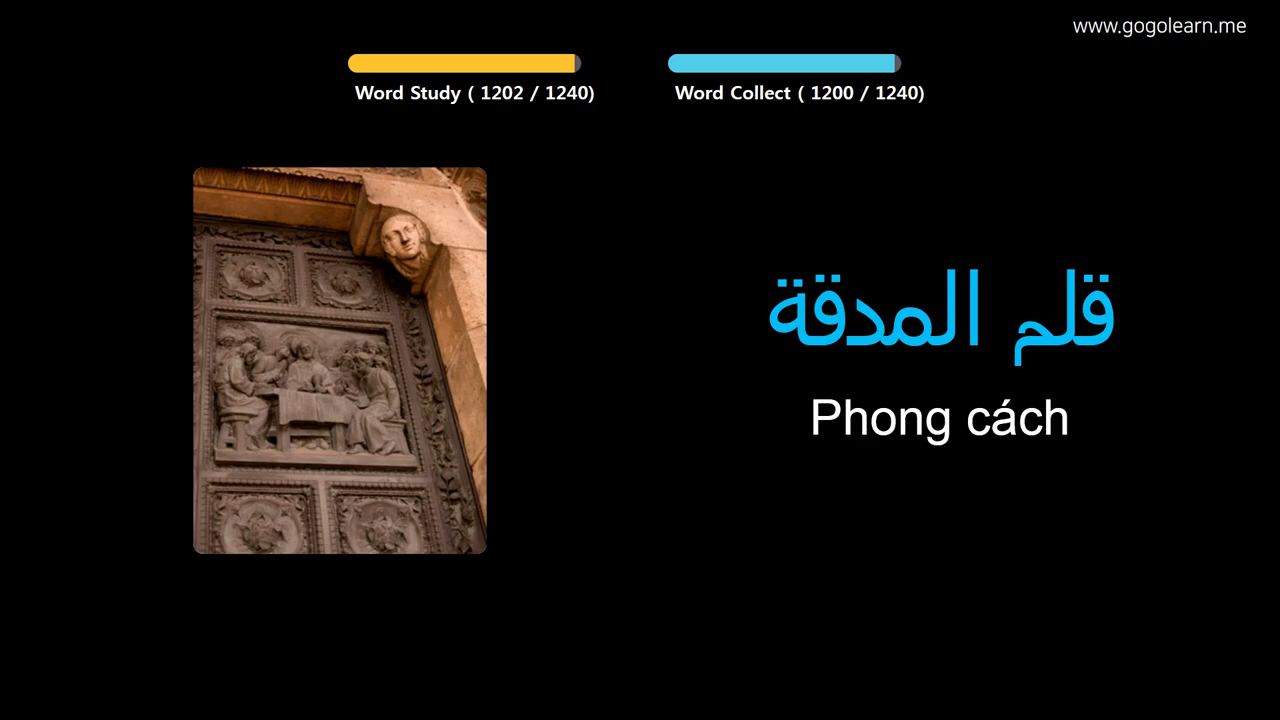 www.gogolearn.me
Word Study ( 1202 / 1240)
Word Collect ( 1200 / 1240)
قلم المدقة
Phong cách